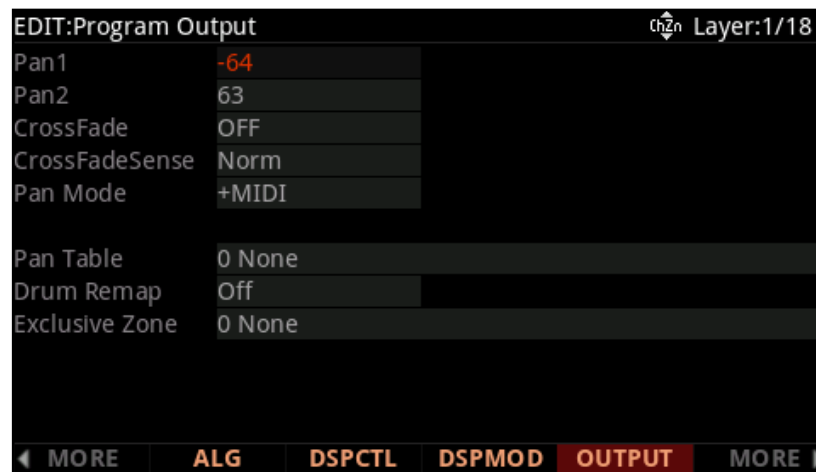 EDIT:Program Output ChZn Layer:1/18
Pan1 -64
Pan2 63
CrossFade OFF
CrossFadeSense Norm
Pan Mode +MIDI
Pan Table 0 None
Drum Remap Off
Exclusive Zone 0 None
MORE ALG DSPCTL DSPMOD OUTPUT MORE